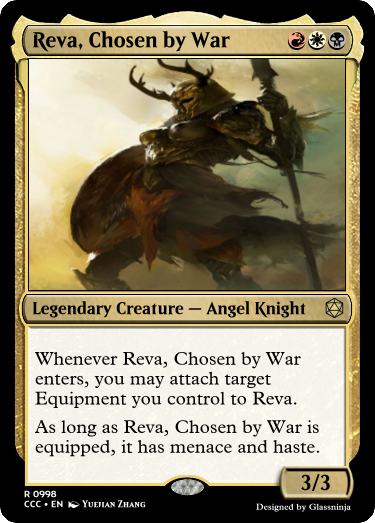 Reva, Chosen by War
Legendary Creature — Angel Knight
Whenever Reva, Chosen by War
enters, you may attach target
Equipment you control to Reva.
As long as Reva, Chosen by War is
equipped, it has menace and haste.
3/3
R 0998
CCC • EN Yuejian Zhang
Designed by Glassninja